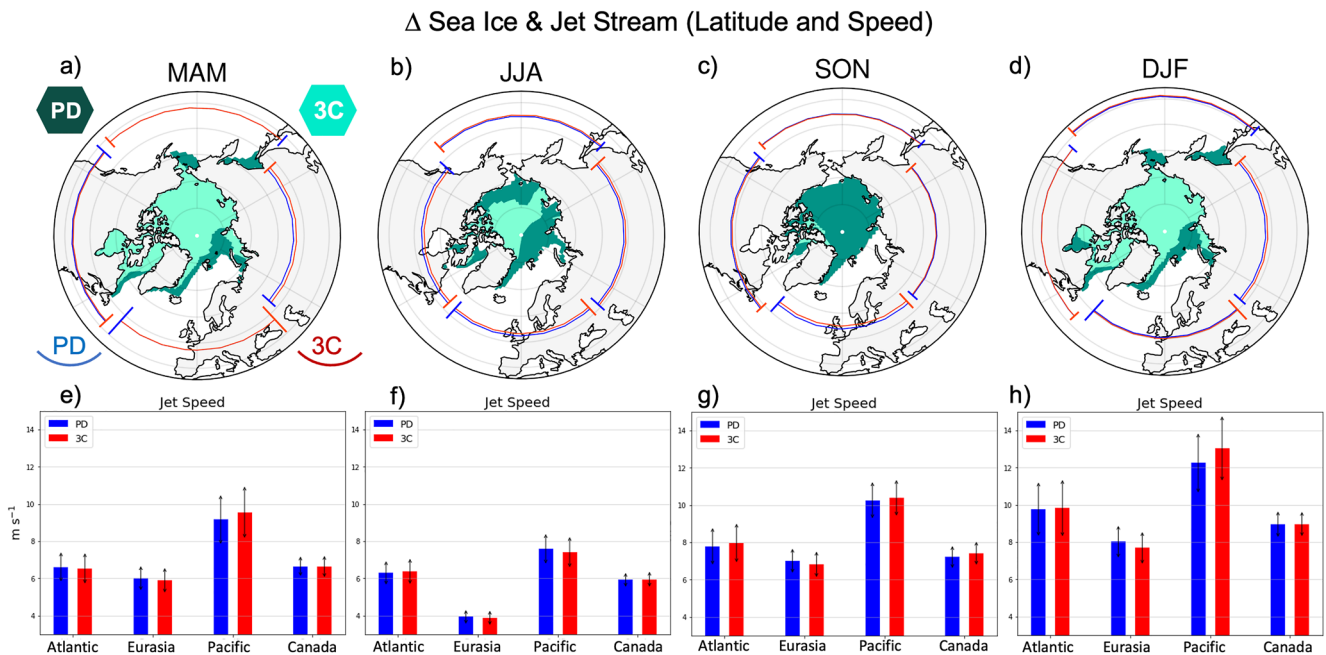 Δ Sea Ice & Jet Stream (Latitude and Speed)
a) MAM
b) JJA
c) SON
d) DJF
PD
3C
PD
3C
e) Jet Speed
f) Jet Speed
g) Jet Speed
h) Jet Speed
PD
3C
PD
3C
PD
3C
PD
3C
14
12
10
8
6
4
m s⁻¹
14
12
10
8
6
4
14
12
10
8
6
4
14
12
10
8
6
4
Atlantic Eurasia Pacific Canada
Atlantic Eurasia Pacific Canada
Atlantic Eurasia Pacific Canada
Atlantic Eurasia Pacific Canada